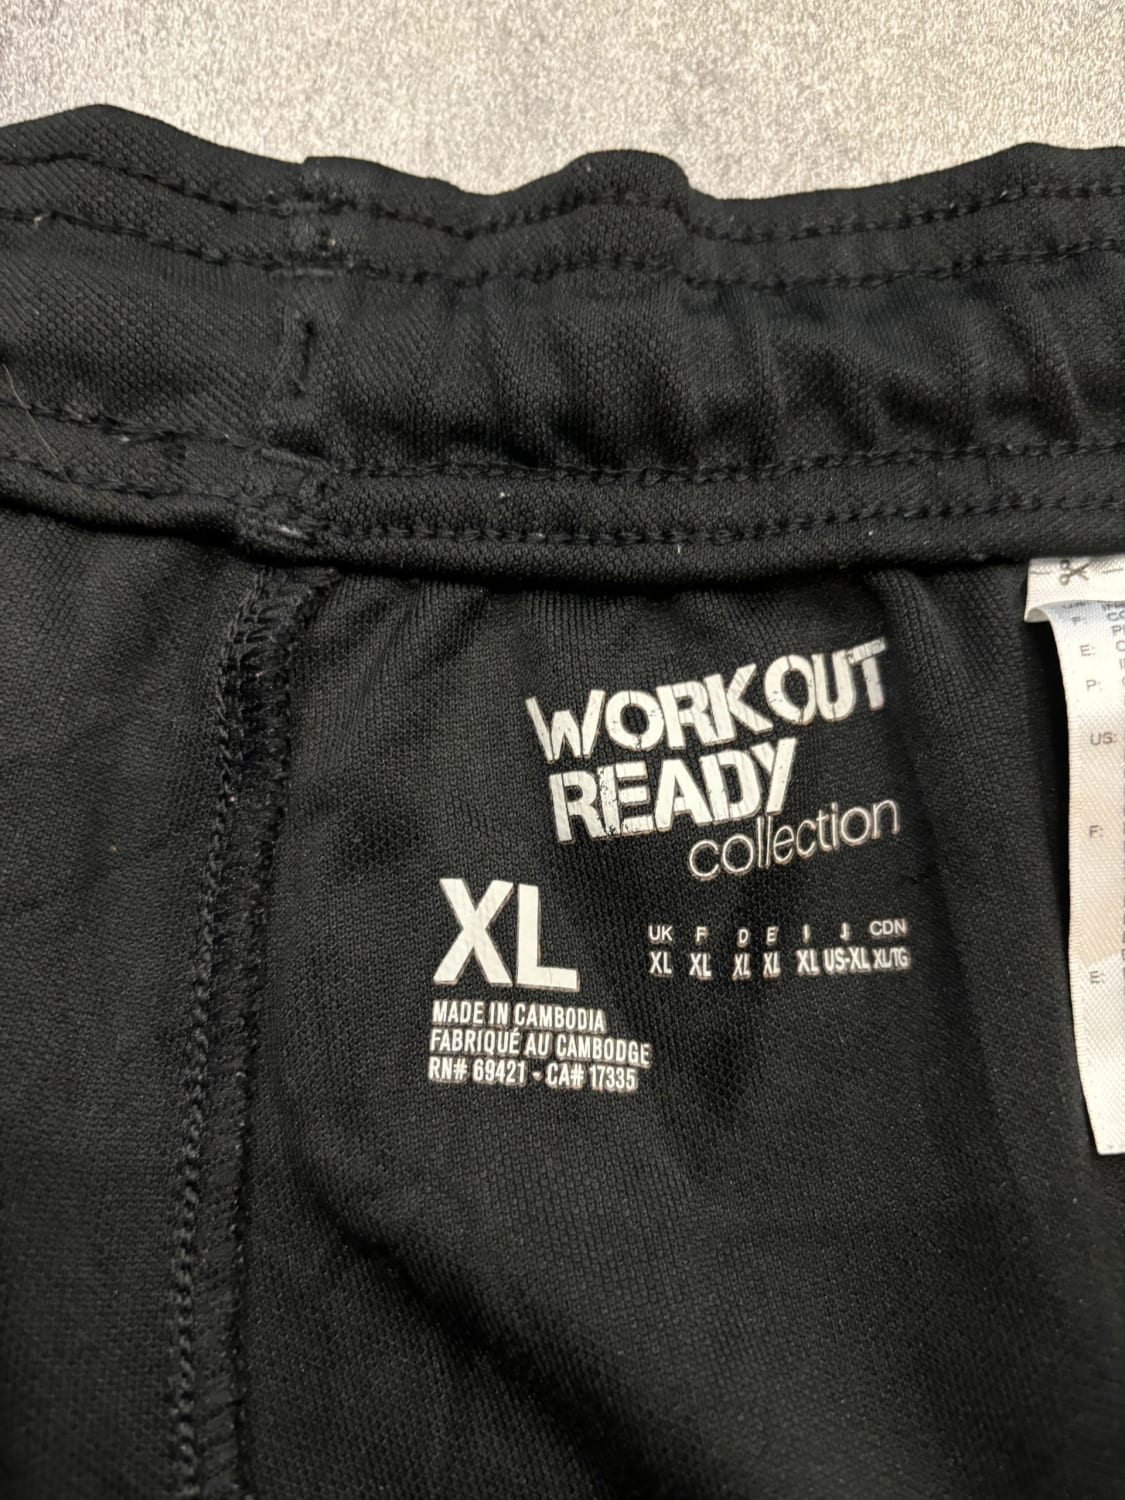 WORKOUT
READY
collection
XL
UK F D E I J CDN
XL XL XL XL XL US-XL XL/TG
MADE IN CAMBODIA
FABRIQUÉ AU CAMBODGE
RN# 69421 - CA# 17335
E:
P:
US:
F:
E: